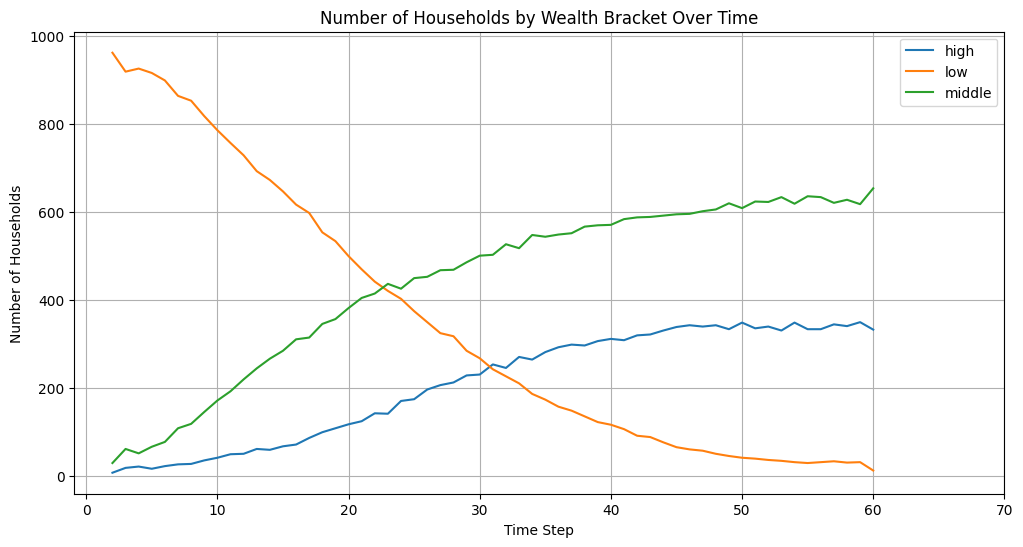 Number of Households by Wealth Bracket Over Time
Number of Households
1000
800
600
400
200
0
high
low
middle
0 10 20 30 40 50 60 70
Time Step